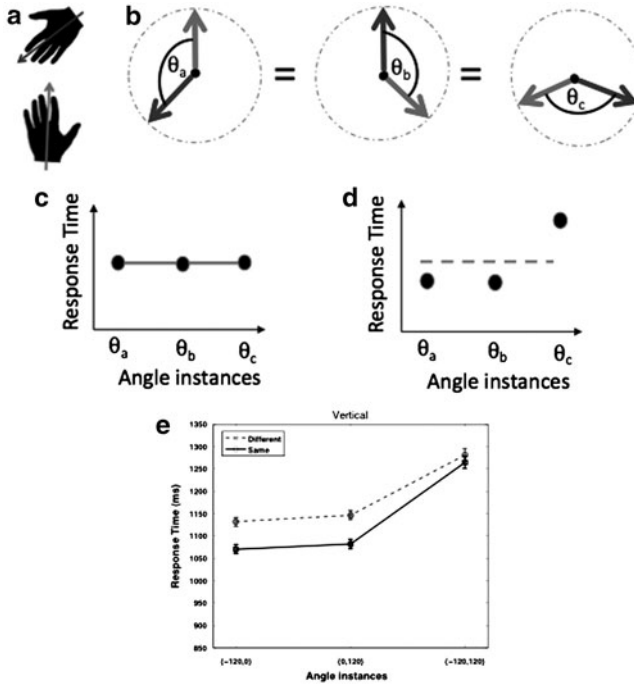 a
b
θa
=
θb
=
θc
c
Response Time
θa θb θc
Angle instances
d
Response Time
θa θb θc
Angle instances
e
Vertical
Different
Same
Response Time (ms)
1350
1300
1250
1200
1150
1100
1050
1000
950
900
850
(−120,0) (0,120) (−120,120)
Angle instances